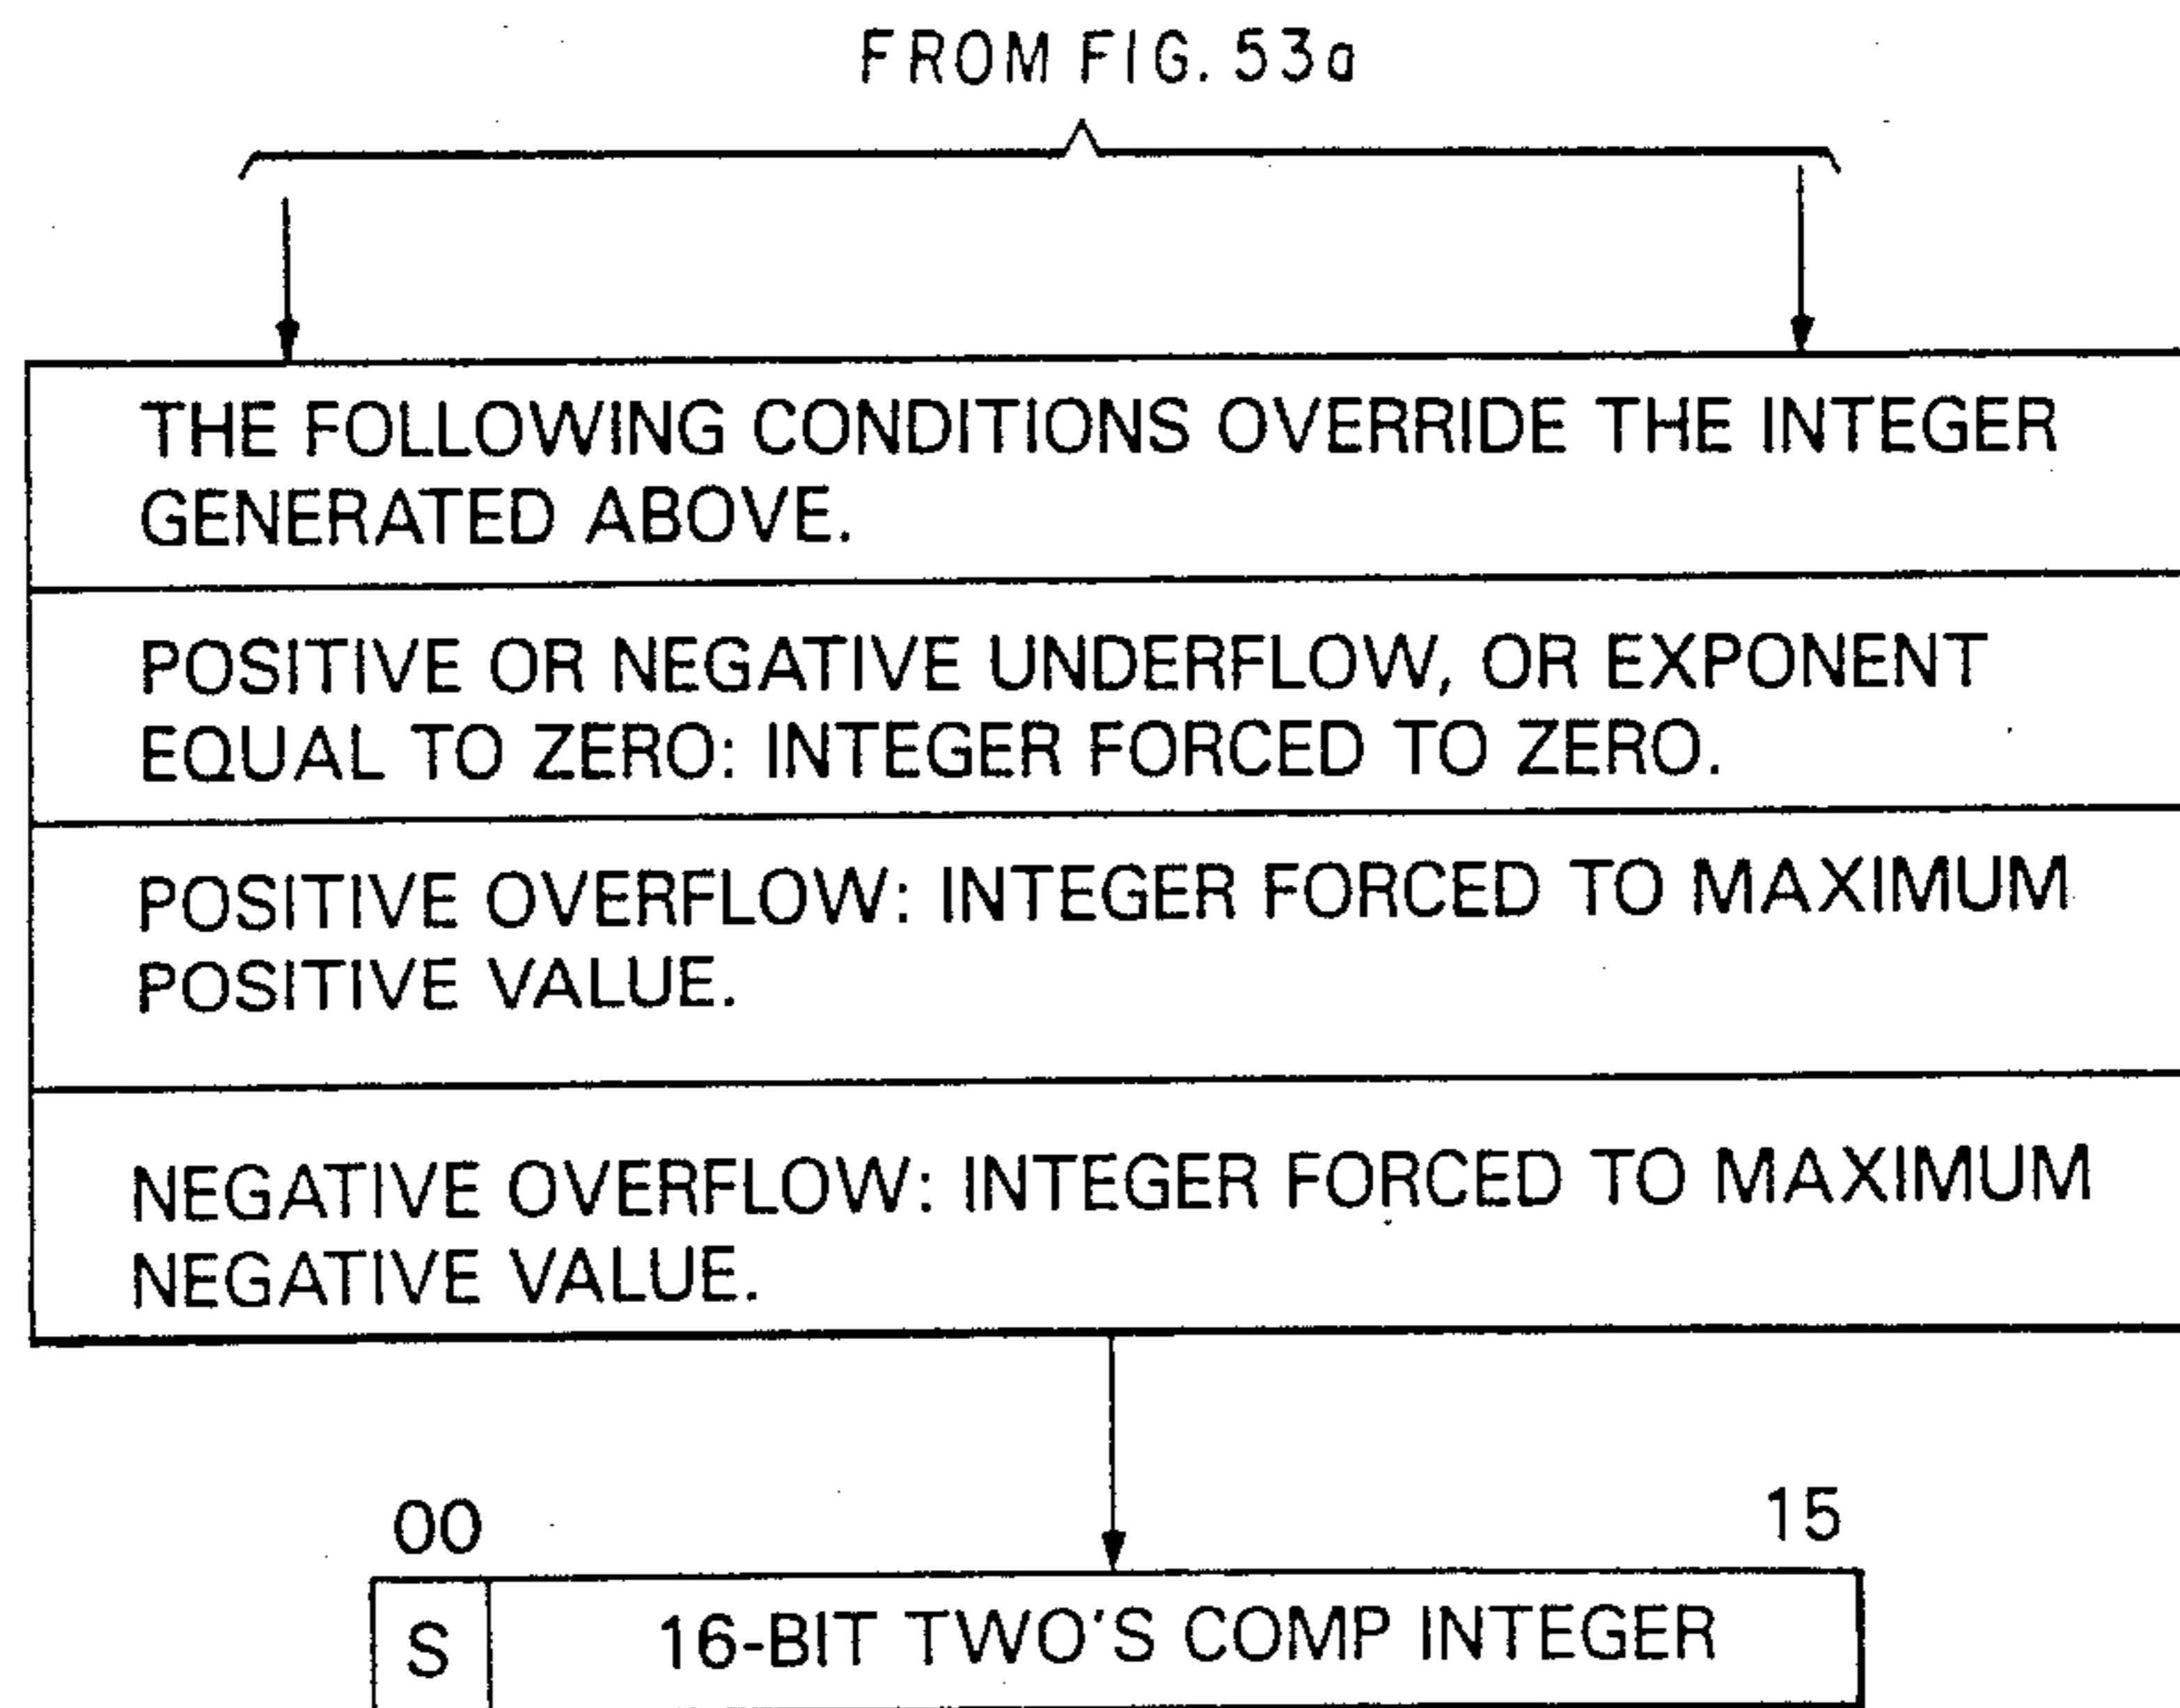 FROM FIG. 53a
THE FOLLOWING CONDITIONS OVERRIDE THE INTEGER
GENERATED ABOVE.
POSITIVE OR NEGATIVE UNDERFLOW, OR EXPONENT
EQUAL TO ZERO: INTEGER FORCED TO ZERO.
POSITIVE OVERFLOW: INTEGER FORCED TO MAXIMUM
POSITIVE VALUE.
NEGATIVE OVERFLOW: INTEGER FORCED TO MAXIMUM
NEGATIVE VALUE.
00 15
S 16-BIT TWO'S COMP INTEGER